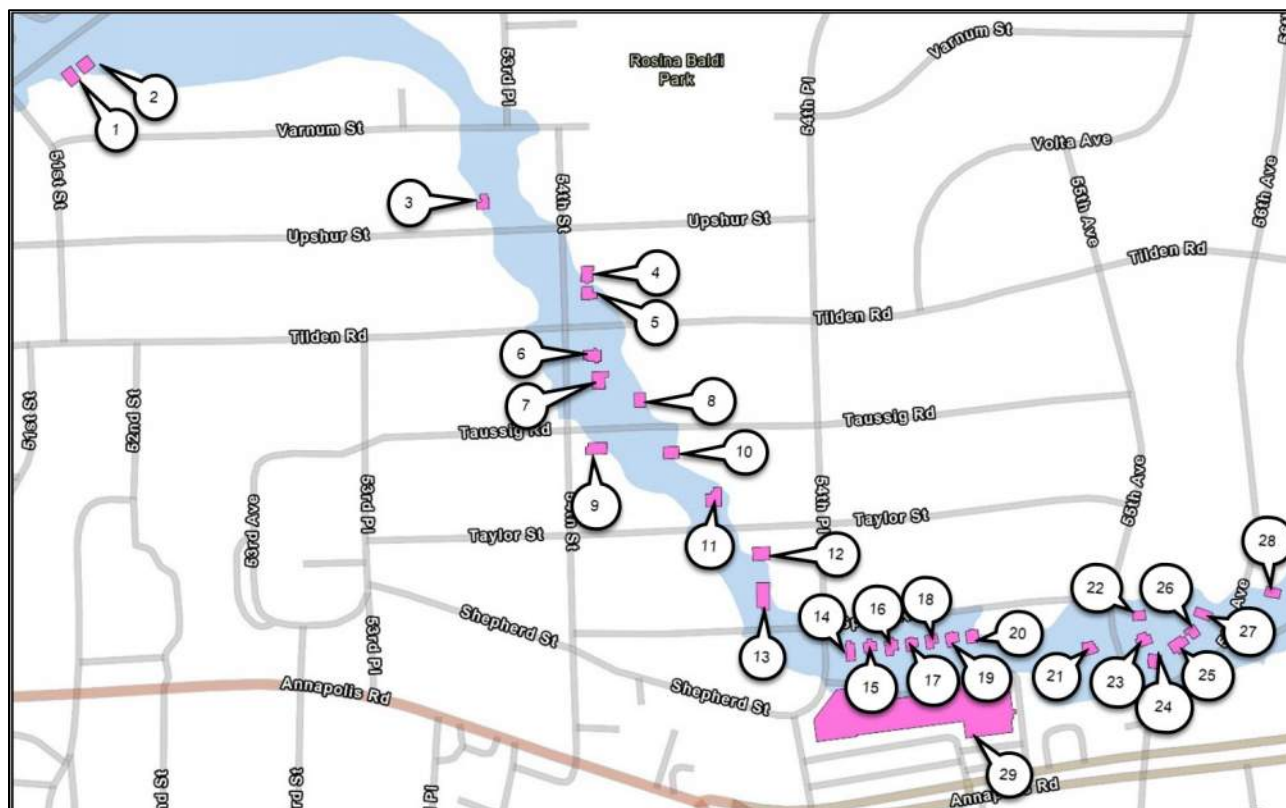 Varnum St
Rosina Baldi
Park
53rd Pl
54th Pl
2
1
Varnum St
Volta Ave
51st St
3
54th St
55th Ave
56th Ave
Upshur St
Upshur St
4
Tilden Rd
5
Tilden Rd
Tilden Rd
6
7
8
51st St
52nd St
Taussig Rd
Taussig Rd
10
9
53rd Ave
53rd Pl
54th Pl
55th Ave
Taylor St
Taylor St
11
12
28
22
26
16
18
14
27
Shepherd St
13
15
17
19
20
21
23
24
25
53rd Pl
Annapolis Rd
Shepherd St
29
Annapolis Rd